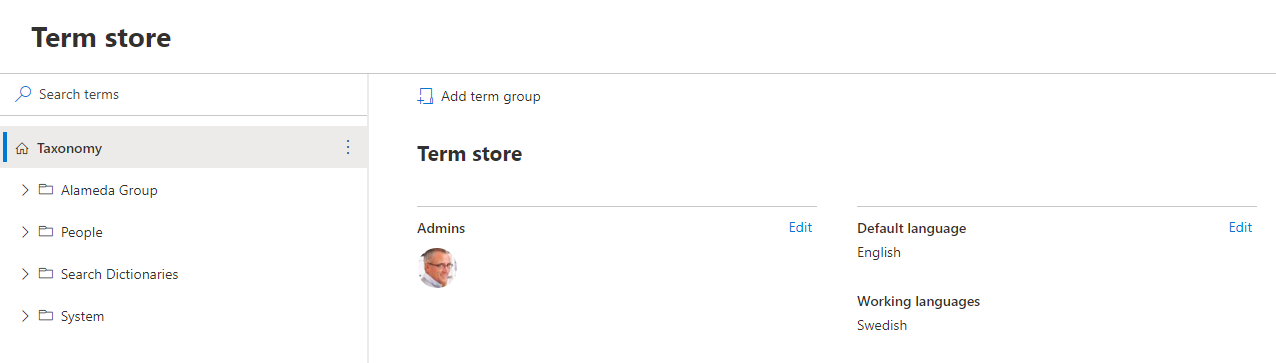 Term store
Search terms
Taxonomy
Alameda Group
People
Search Dictionaries
System
Add term group
Term store
Admins Edit
Default language Edit
English
Working languages
Swedish